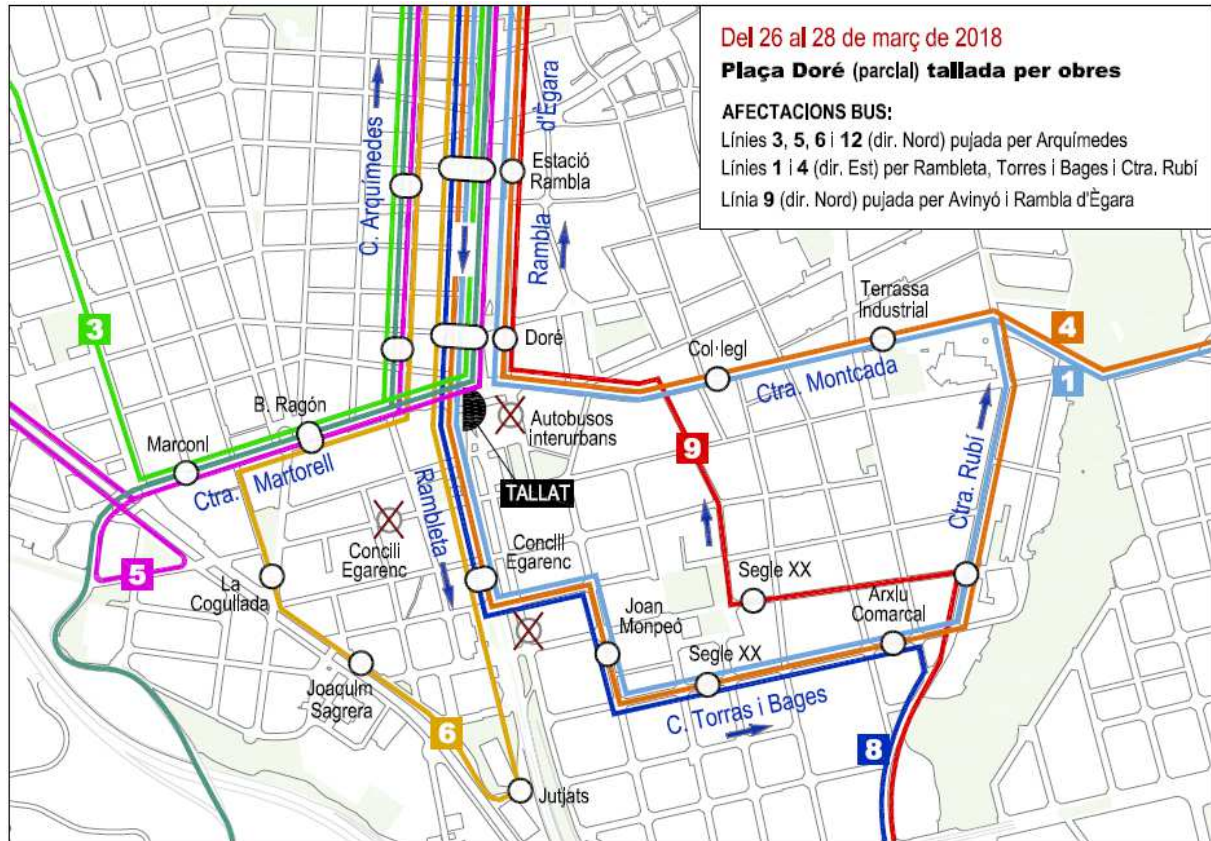 Del 26 al 28 de març de 2018
Plaça Doré (parcial) tallada per obres
AFECTACIONS BUS:
Línies 3, 5, 6 i 12 (dir. Nord) pujada per Arquímedes
Línies 1 i 4 (dir. Est) per Rambleta, Torres i Bages i Ctra. Rubí
Línia 9 (dir. Nord) pujada per Avinyó i Rambla d'Ègara
C. Arquímedes
Rambla
d'Ègara
Estació
Rambla
3
Doré
Col·legi
Terrassa
Industrial
4
1
Ctra. Montcada
B. Ragón
Marconi
Ctra. Martorell
Autobusos
interurbans
9
TALLAT
Rambleta
Ctra. Rubí
Concili
Egarenc
Concili
Egarenc
5
La
Cogullada
Segle XX
Arxiu
Comarcal
Joan
Monpeó
Segle XX
Joaquim
Sagrera
C. Torras i Bages
6
8
Jutjats